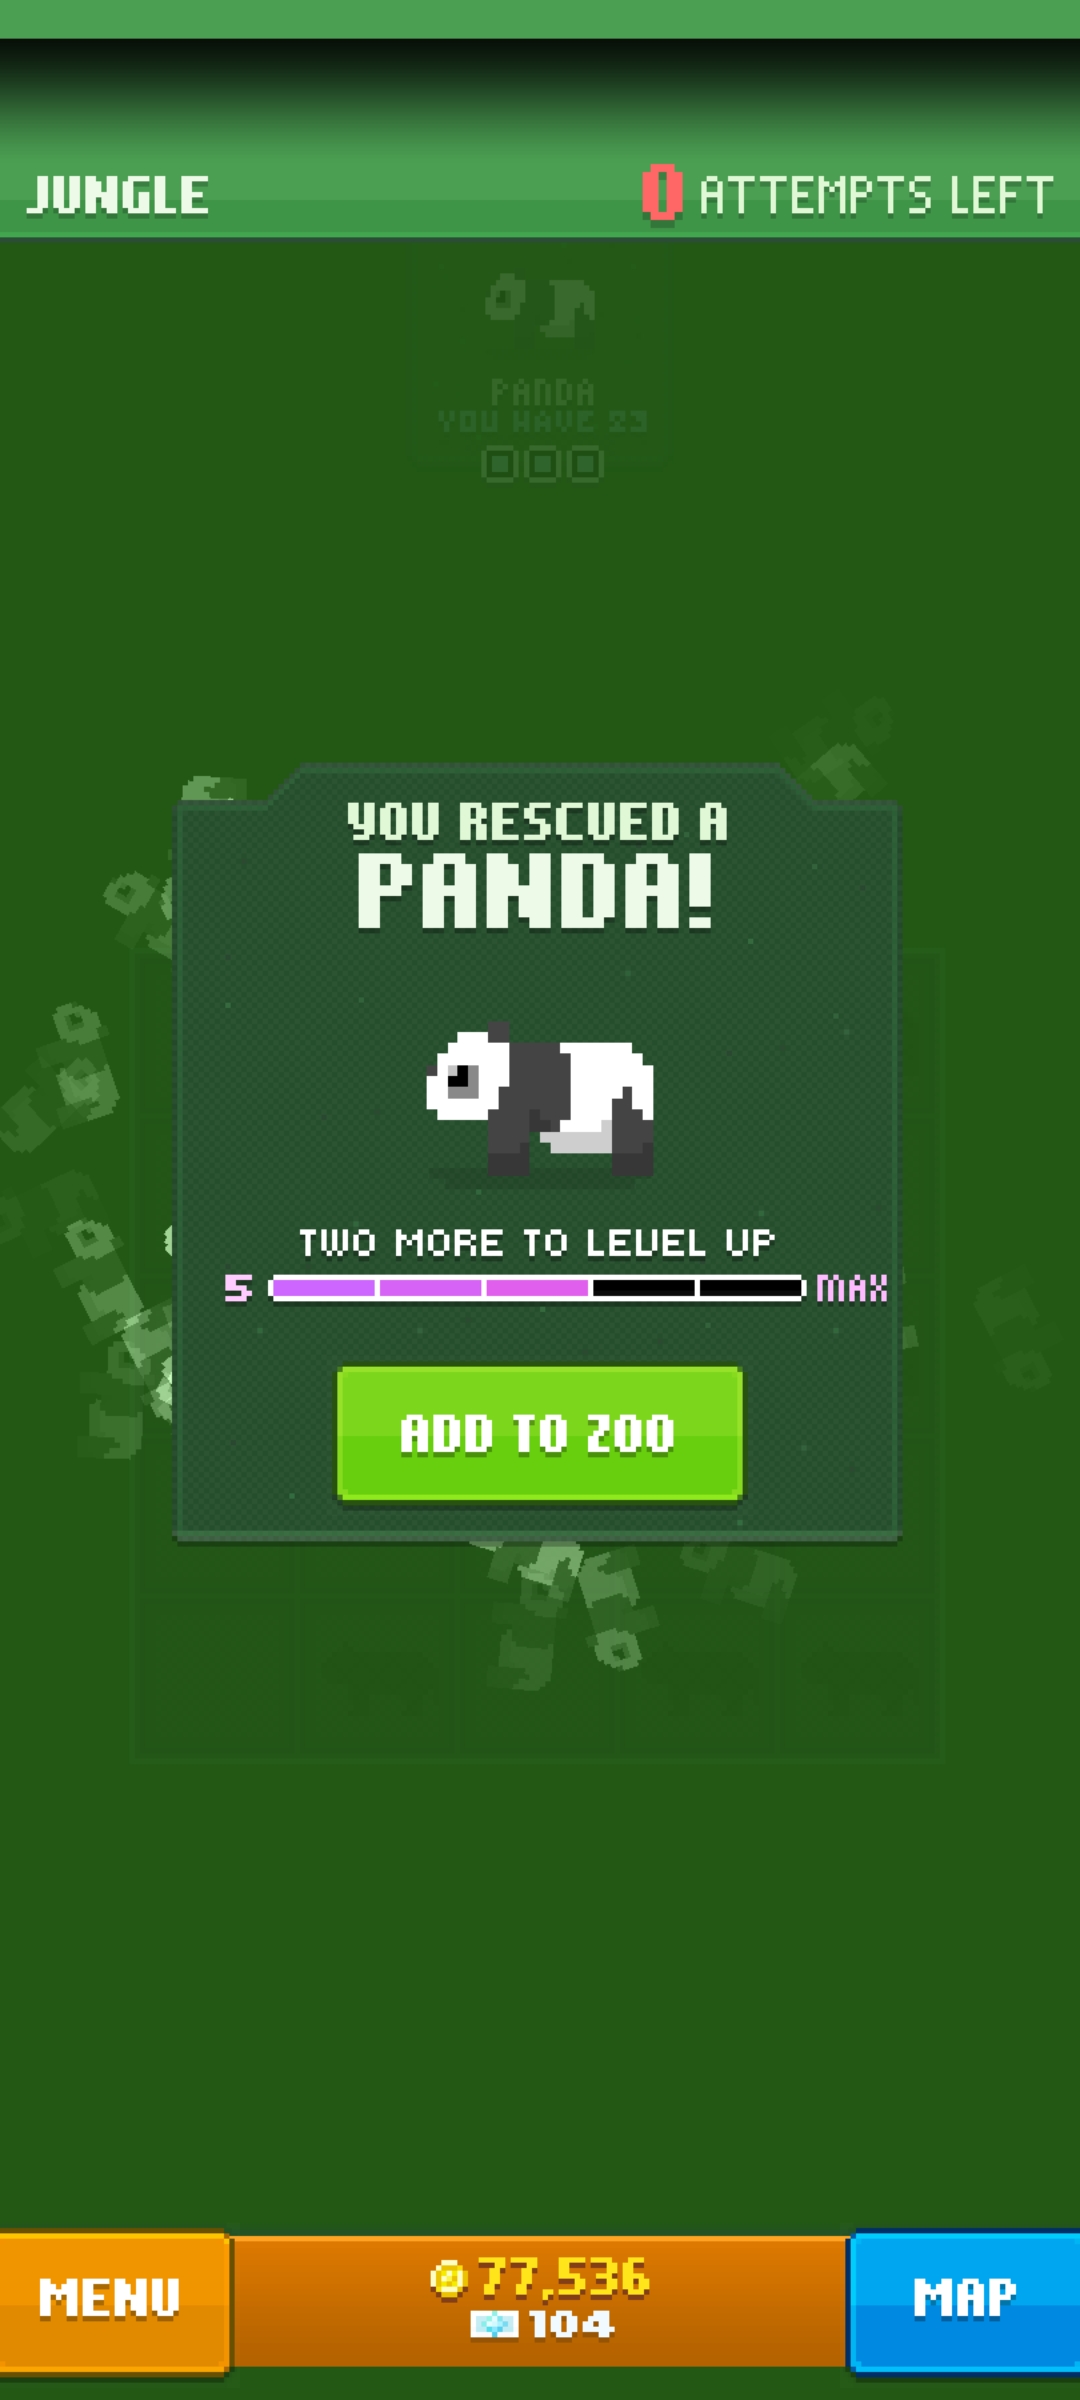 JUNGLE
0 ATTEMPTS LEFT
PANDA
YOU HAVE 23
YOU RESCUED A
PANDA!
TWO MORE TO LEVEL UP
5 MAX
ADD TO ZOO
MENU
77,536
104
MAP